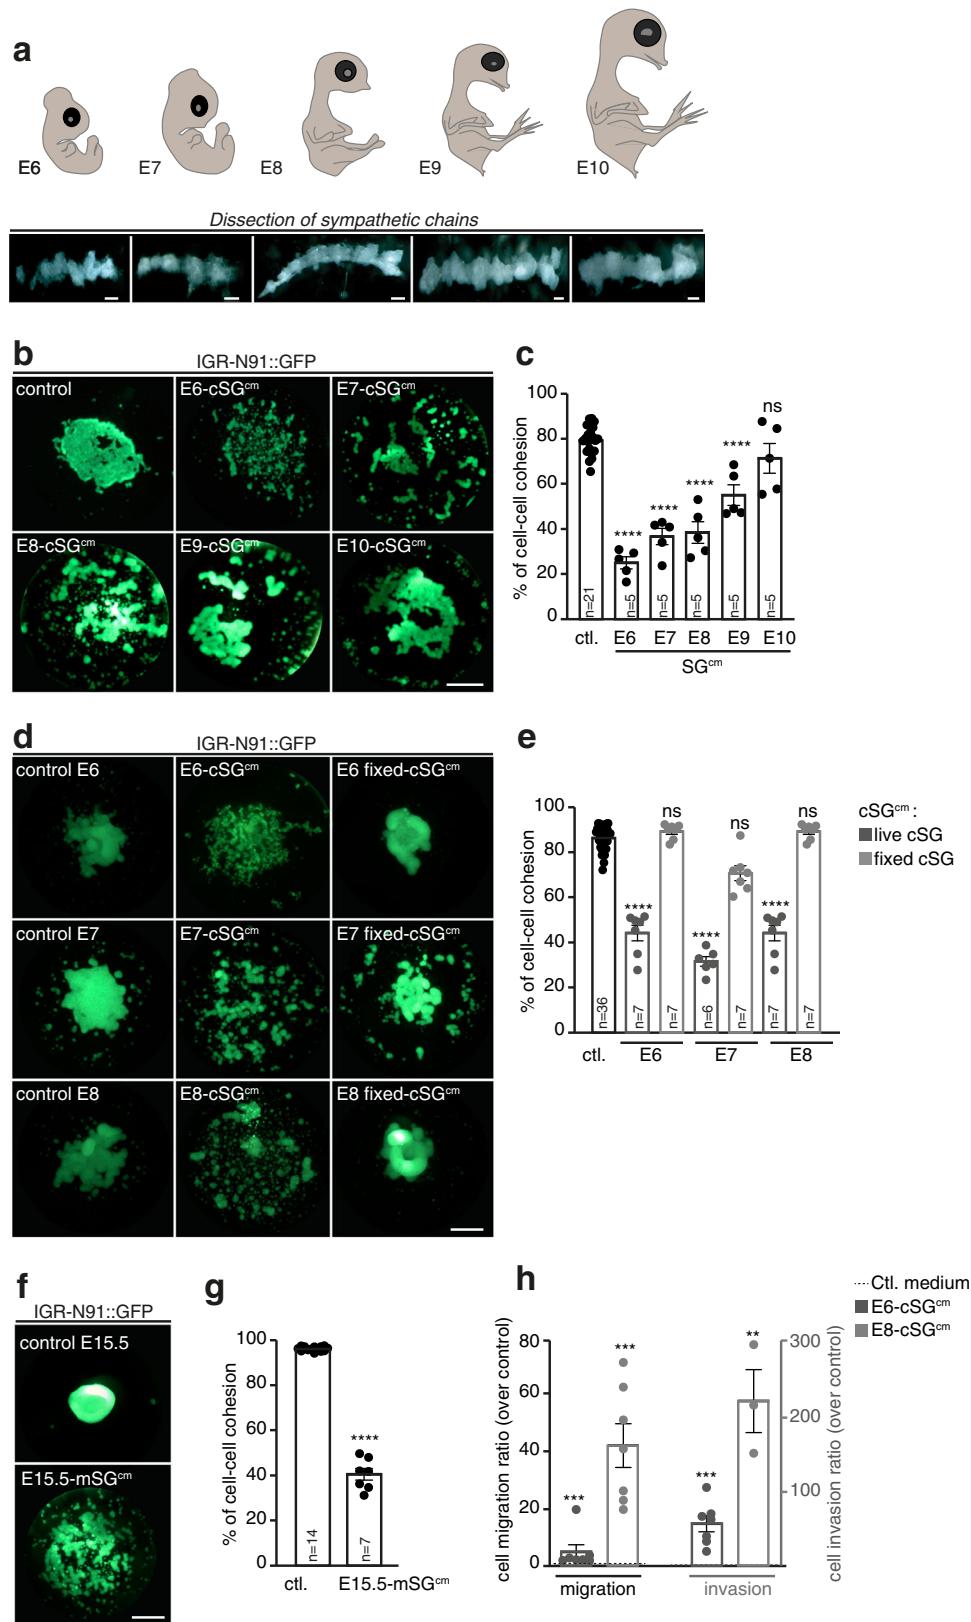 a
E6 E7 E8 E9 E10
Dissection of sympathetic chains
b
IGR-N91::GFP
control E6-cSGcm E7-cSGcm
E8-cSGcm E9-cSGcm E10-cSGcm
c
% of cell-cell cohesion
100
80
60
40
20
0
**** **** **** **** ns
n=21 n=5 n=5 n=5 n=5 n=5
ctl. E6 E7 E8 E9 E10
SGcm
d
IGR-N91::GFP
control E6 E6-cSGcm E6 fixed-cSGcm
control E7 E7-cSGcm E7 fixed-cSGcm
control E8 E8-cSGcm E8 fixed-cSGcm
e
% of cell-cell cohesion
100
80
60
40
20
0
**** ns **** ns **** ns
n=36 n=7 n=7 n=6 n=7 n=7 n=7
ctl. E6 E7 E8
cSGcm :
live cSG
fixed cSG
f
IGR-N91::GFP
control E15.5
E15.5-mSGcm
g
% of cell-cell cohesion
100
80
60
40
20
0
****
n=14 n=7
ctl. E15.5-mSGcm
h
Ctl. medium
E6-cSGcm
E8-cSGcm
cell migration ratio (over control)
80
60
40
20
0
*** *** *** **
300
200
100
cell invasion ratio (over control)
migration invasion